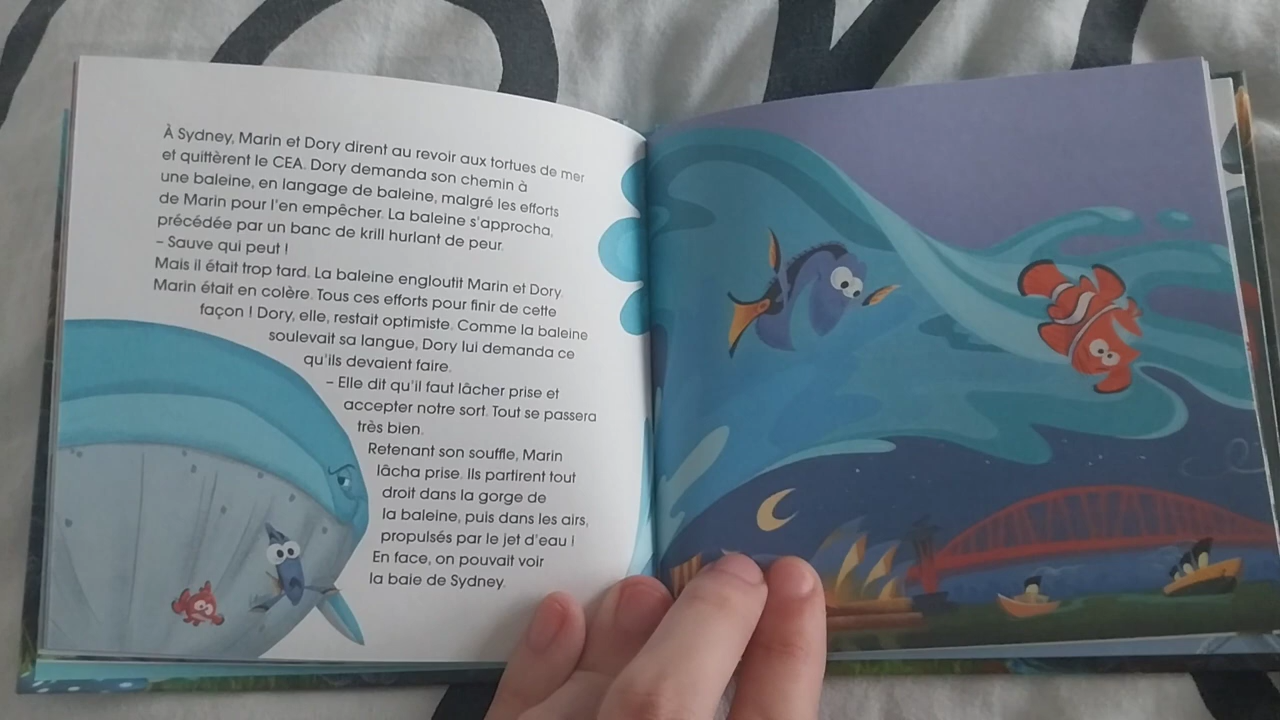 À Sydney, Marin et Dory dirent au revoir aux tortues de mer
et quittèrent le CEA. Dory demanda son chemin à
une baleine, en langage de baleine, malgré les efforts
de Marin pour l'en empêcher. La baleine s'approcha,
précédée par un banc de krill hurlant de peur.
– Sauve qui peut !
Mais il était trop tard. La baleine engloutit Marin et Dory.
Marin était en colère. Tous ces efforts pour finir de cette
façon ! Dory, elle, restait optimiste. Comme la baleine
soulevait sa langue, Dory lui demanda ce
qu'ils devaient faire.
– Elle dit qu'il faut lâcher prise et
accepter notre sort. Tout se passera
très bien.
Retenant son souffle, Marin
lâcha prise. Ils partirent tout
droit dans la gorge de
la baleine, puis dans les airs,
propulsés par le jet d'eau !
En face, on pouvait voir
la baie de Sydney.